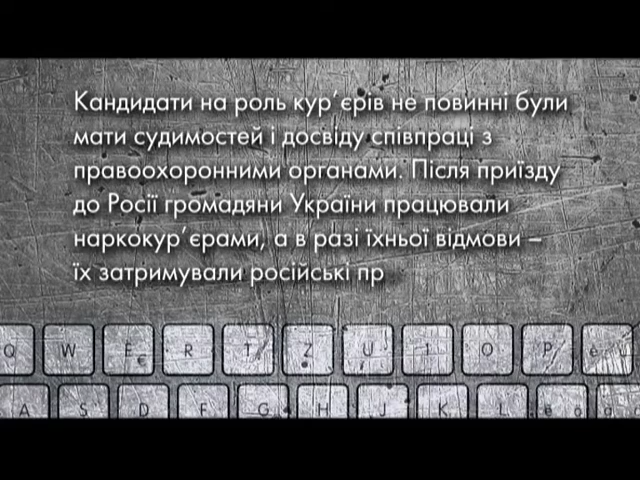 Кандидати на роль кур’єрів не повинні були
мати судимостей і досвіду співпраці з
правоохоронними органами. Після приїзду
до Росії громадяни України працювали
наркокур’єрами, а в разі їхньої відмови –
їх затримували російські пр
Q W E € R T Z U I O P è ü
A S D F G H J K L é ö à ä